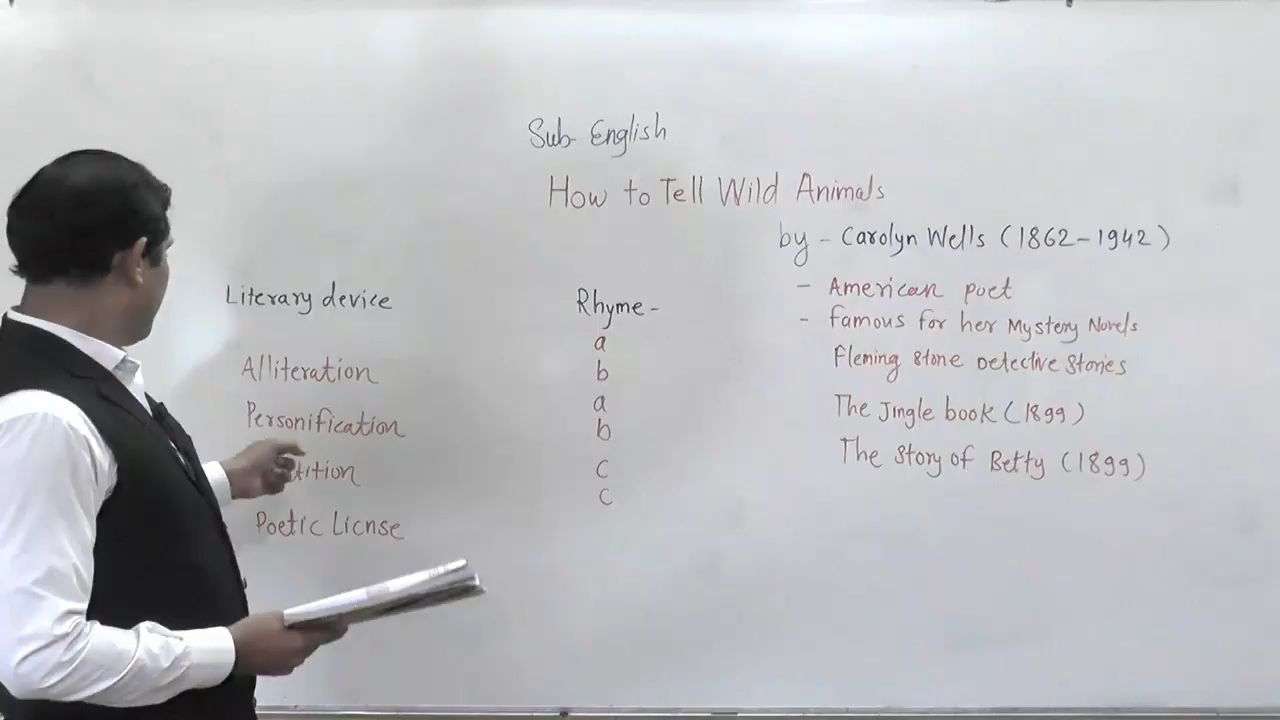 Sub- English
How to Tell Wild Animals
by - Carolyn Wells (1862-1942)
- American poet
- famous for her Mystery Novels
Fleming Stone Detective Stories
The Jingle book (1899)
The Story of Betty (1899)
Literary device
Alliteration
Personification
Poetic Licnse
Rhyme -
a
b
a
b
c
c